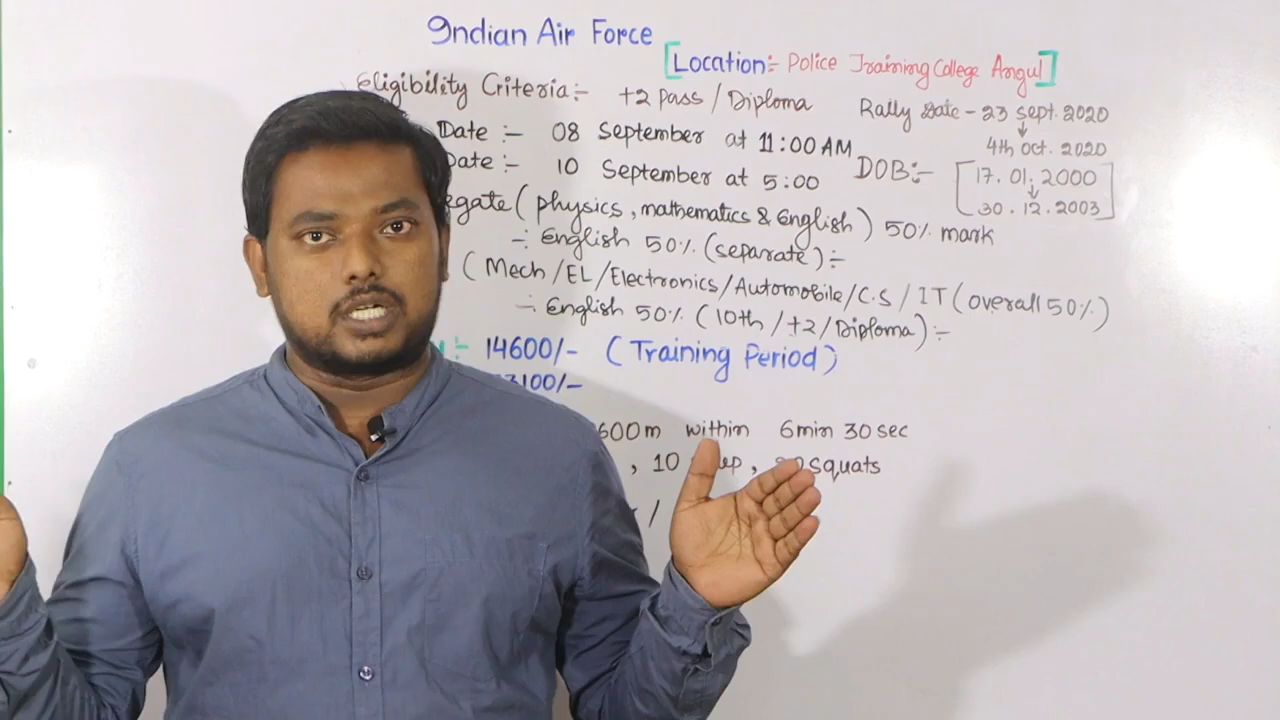 Indian Air Force
[Location:- Police Training College Angul]
Eligibility Criteria:- +2 pass / Diploma
Rally Date - 23 sept. 2020
4th oct. 2020
Date :- 08 September at 11:00 AM
Date :- 10 September at 5:00
DOB:- [17.01.2000
30.12.2003]
egate ( physics, mathematics & English ) 50% mark
-: English 50% (separate) :-
( Mech / EL / Electronics / Automobile / C.S / IT (overall 50%)
-: English 50% (10th / +2 / Diploma) :-
:- 14600/- ( Training Period )
3100/-
600m within 6min 30 sec
, 10 up, squats
/